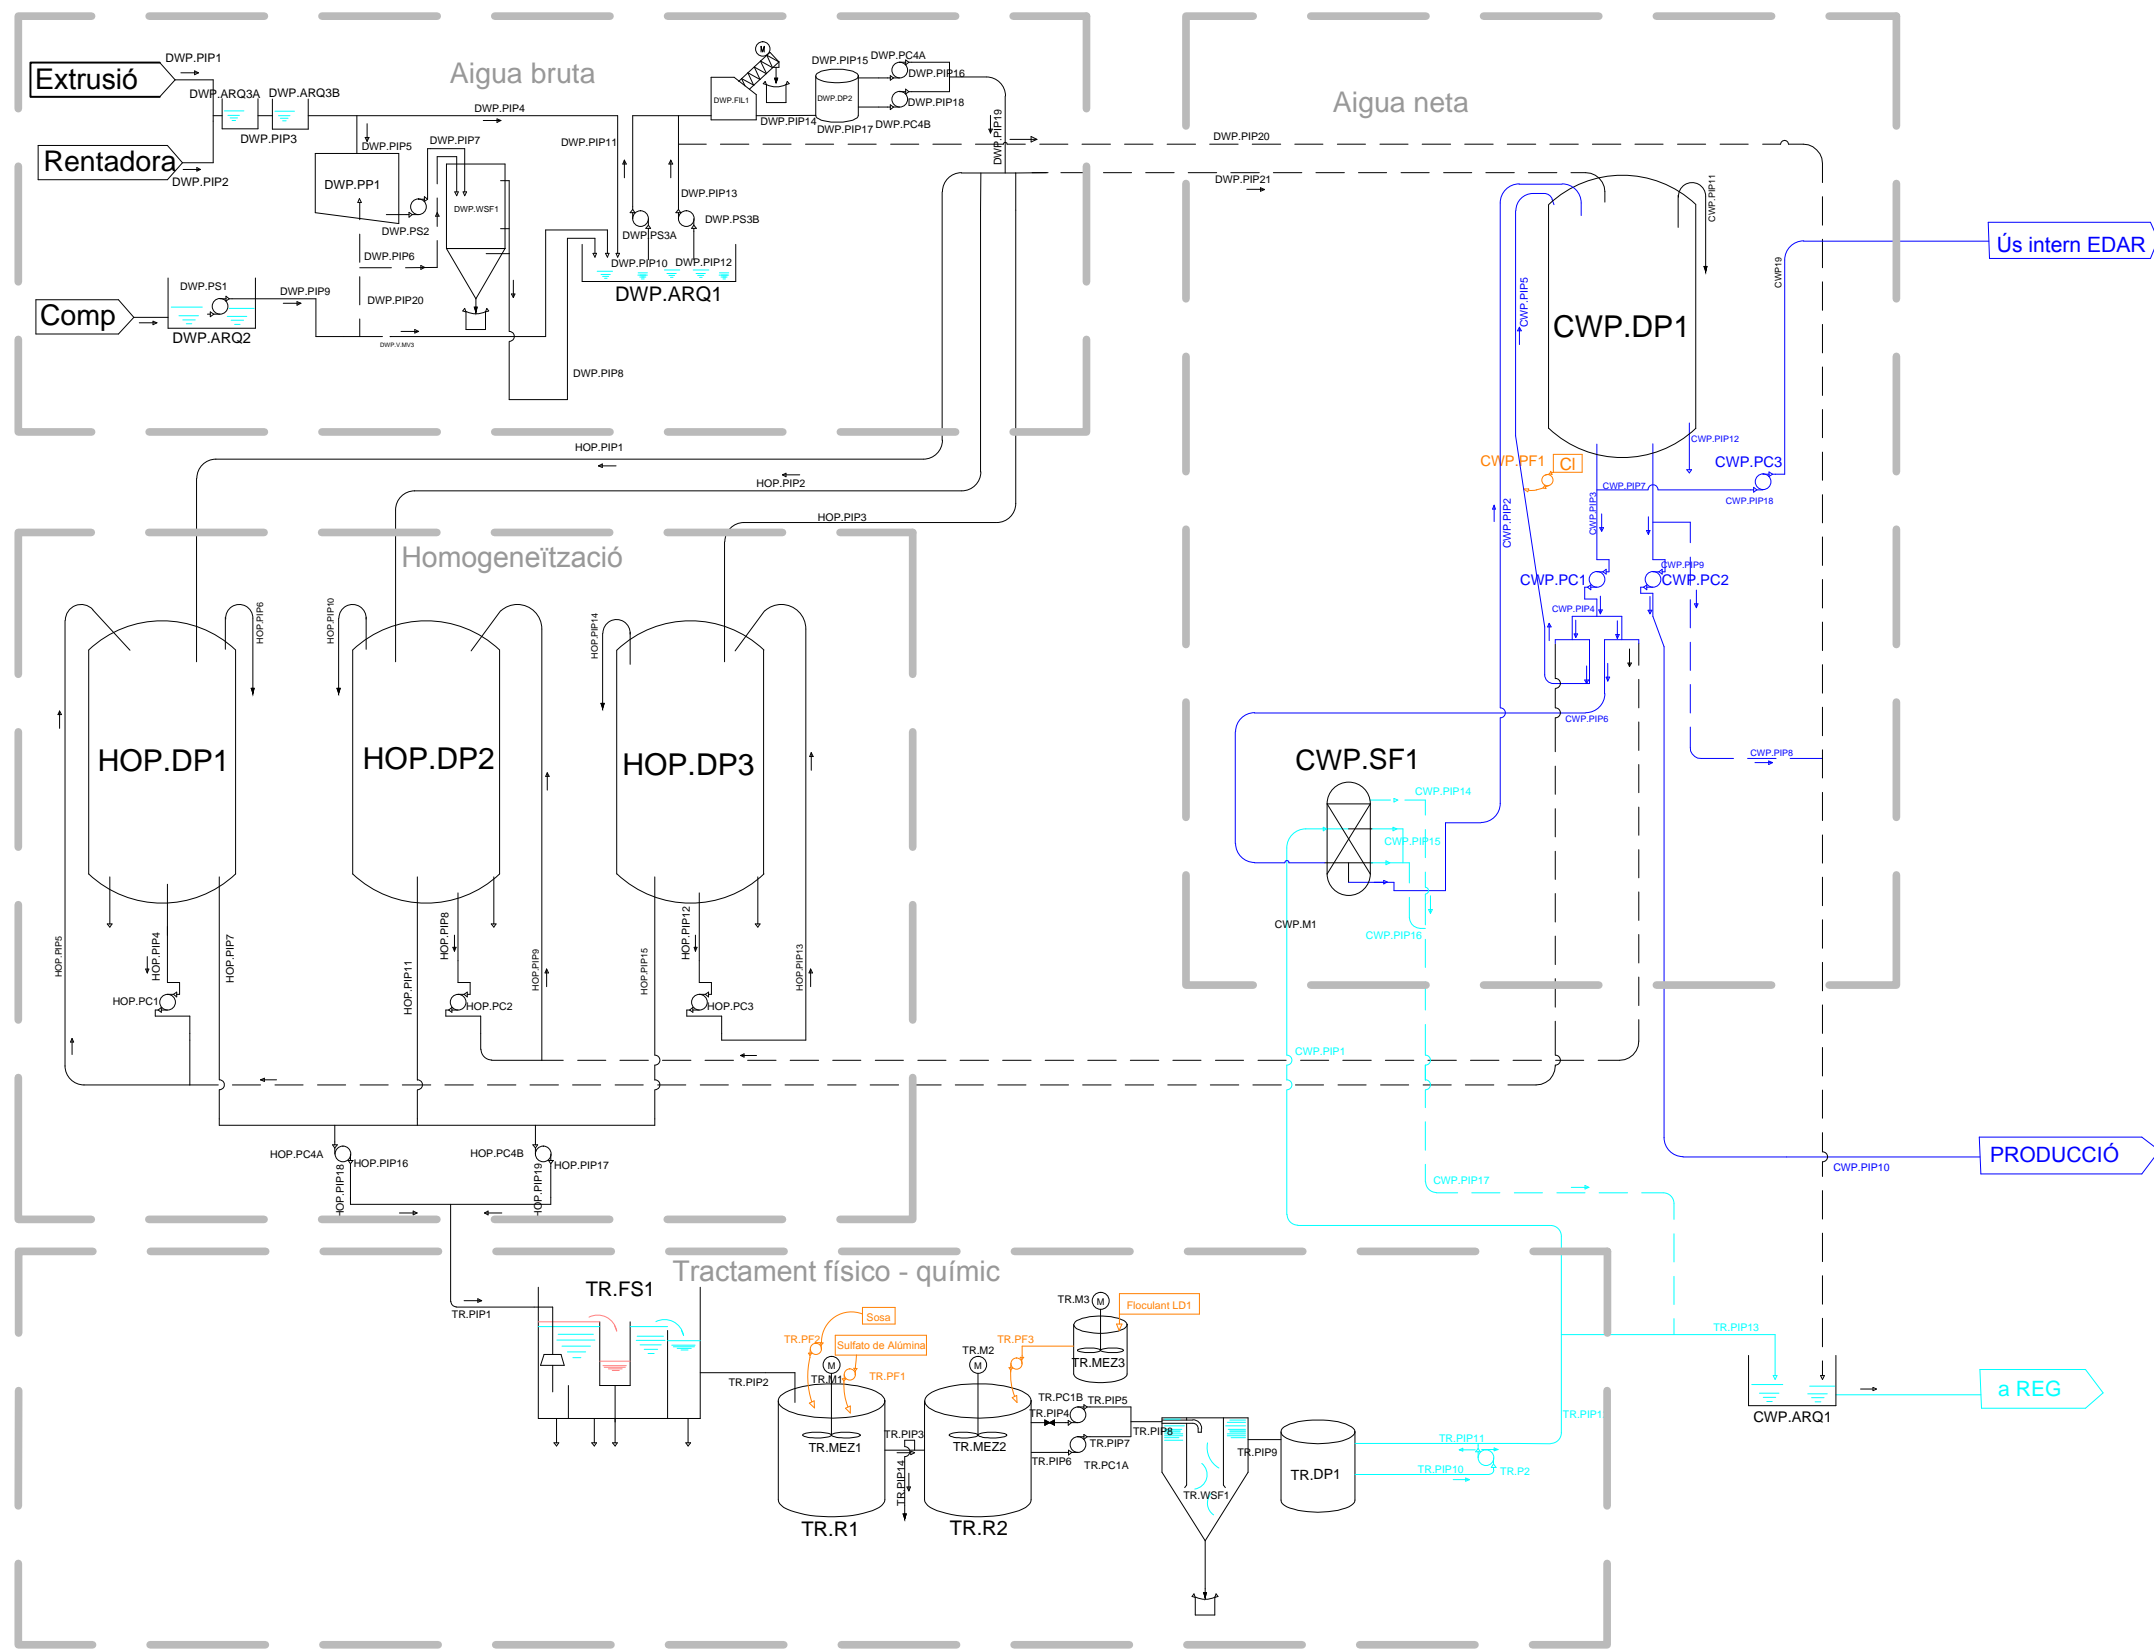 Aigua bruta
Extrusió
DWP.PIP1
DWP.ARQ3A
DWP.ARQ3B
DWP.PIP3
Rentadora
DWP.PIP2
DWP.PIP4
DWP.PIP5
DWP.PIP7
DWP.PP1
DWP.PS2
DWP.WSF1
DWP.PIP6
DWP.PIP20
Comp
DWP.PS1
DWP.PIP9
DWP.ARQ2
DWP.V.MV3
DWP.PIP8
DWP.PIP11
DWP.PIP13
DWP.PS3A
DWP.PS3B
DWP.PIP10
DWP.PIP12
DWP.ARQ1
M
DWP.FIL1
DWP.PIP14
DWP.PIP15
DWP.DP2
DWP.PIP17
DWP.PC4A
DWP.PIP16
DWP.PIP18
DWP.PC4B
DWP.PIP19
DWP.PIP20
DWP.PIP21
Aigua neta
CWP.PIP11
CWP.DP1
CWP.PIP5
CWP19
Ús intern EDAR
CWP.PIP12
CWP.PF1
Cl
CWP.PC3
CWP.PIP7
CWP.PIP18
CWP.PIP3
CWP.PIP2
CWP.PIP9
CWP.PC1
CWP.PC2
CWP.PIP4
CWP.PIP6
CWP.PIP8
CWP.SF1
CWP.PIP14
CWP.PIP15
CWP.M1
CWP.PIP16
CWP.PIP1
CWP.PIP17
CWP.PIP10
PRODUCCIÓ
HOP.PIP1
HOP.PIP2
HOP.PIP3
Homogeneïtzació
HOP.PIP6
HOP.PIP10
HOP.PIP14
HOP.DP1
HOP.DP2
HOP.DP3
HOP.PIP5
HOP.PIP4
HOP.PIP7
HOP.PIP11
HOP.PIP8
HOP.PIP9
HOP.PIP15
HOP.PIP12
HOP.PIP13
HOP.PC1
HOP.PC2
HOP.PC3
HOP.PC4A
HOP.PIP16
HOP.PIP18
HOP.PC4B
HOP.PIP17
HOP.PIP19
Tractament físico - químic
TR.PIP1
TR.FS1
TR.PIP2
Sosa
TR.PF2
Sulfato de Alúmina
M
TR.M1
TR.PF1
TR.MEZ1
TR.R1
TR.PIP3
TR.PIP14
TR.M2
M
TR.PF3
TR.MEZ2
TR.R2
TR.M3
M
Floculant LD1
TR.MEZ3
TR.PC1B
TR.PIP5
TR.PIP4
TR.PIP7
TR.PIP6
TR.PC1A
TR.PIP8
TR.WSF1
TR.PIP9
TR.DP1
TR.PIP11
TR.PIP10
TR.P2
TR.PIP1
TR.PIP13
CWP.ARQ1
a REG